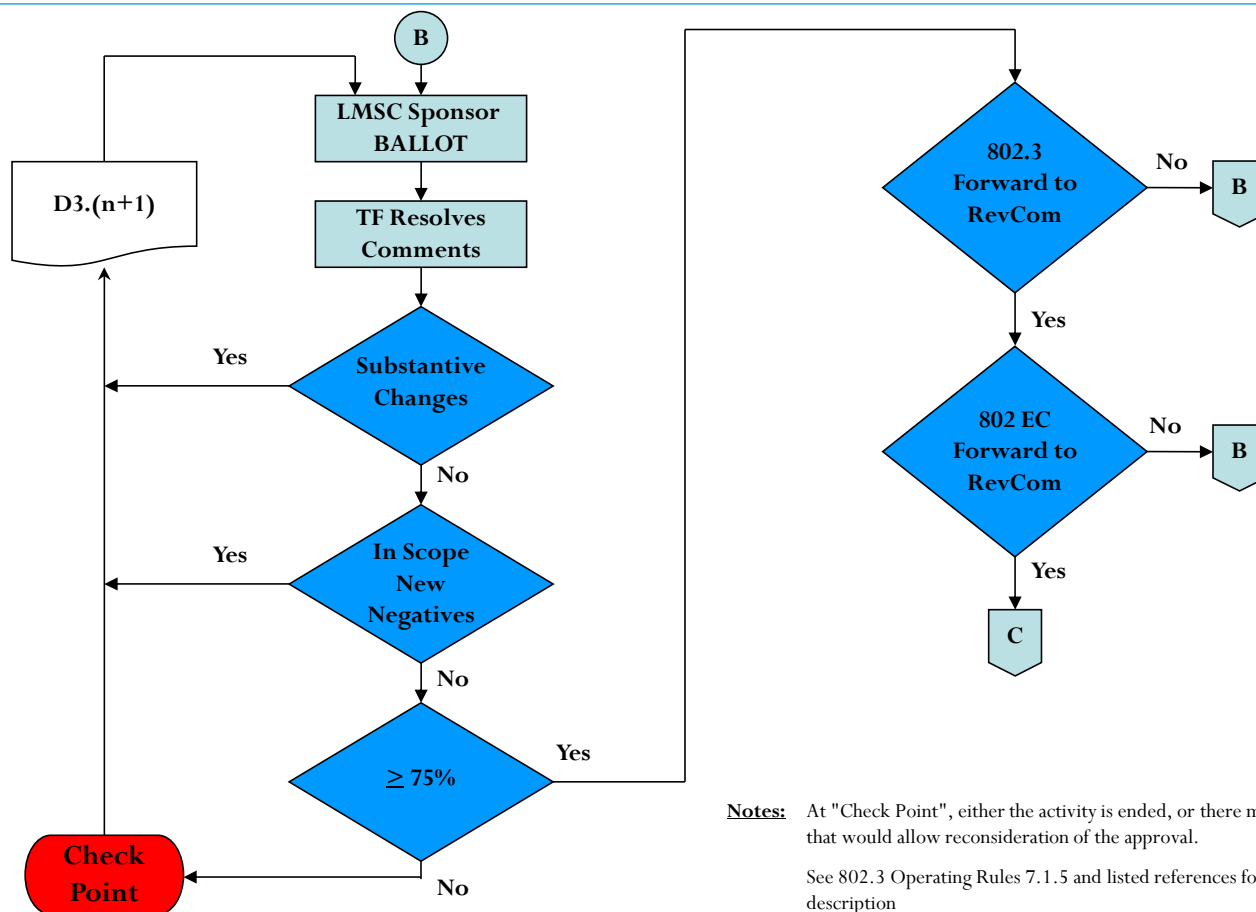 B
LMSC Sponsor
BALLOT
D3.(n+1)
TF Resolves
Comments
Yes
Substantive
Changes
No
Yes
In Scope
New
Negatives
No
≥ 75%
Yes
No
Check
Point
802.3
Forward to
RevCom
No
B
Yes
802 EC
Forward to
RevCom
No
B
Yes
C
Notes: At "Check Point", either the activity is ended, or there
that would allow reconsideration of the approval.
See 802.3 Operating Rules 7.1.5 and listed references
description